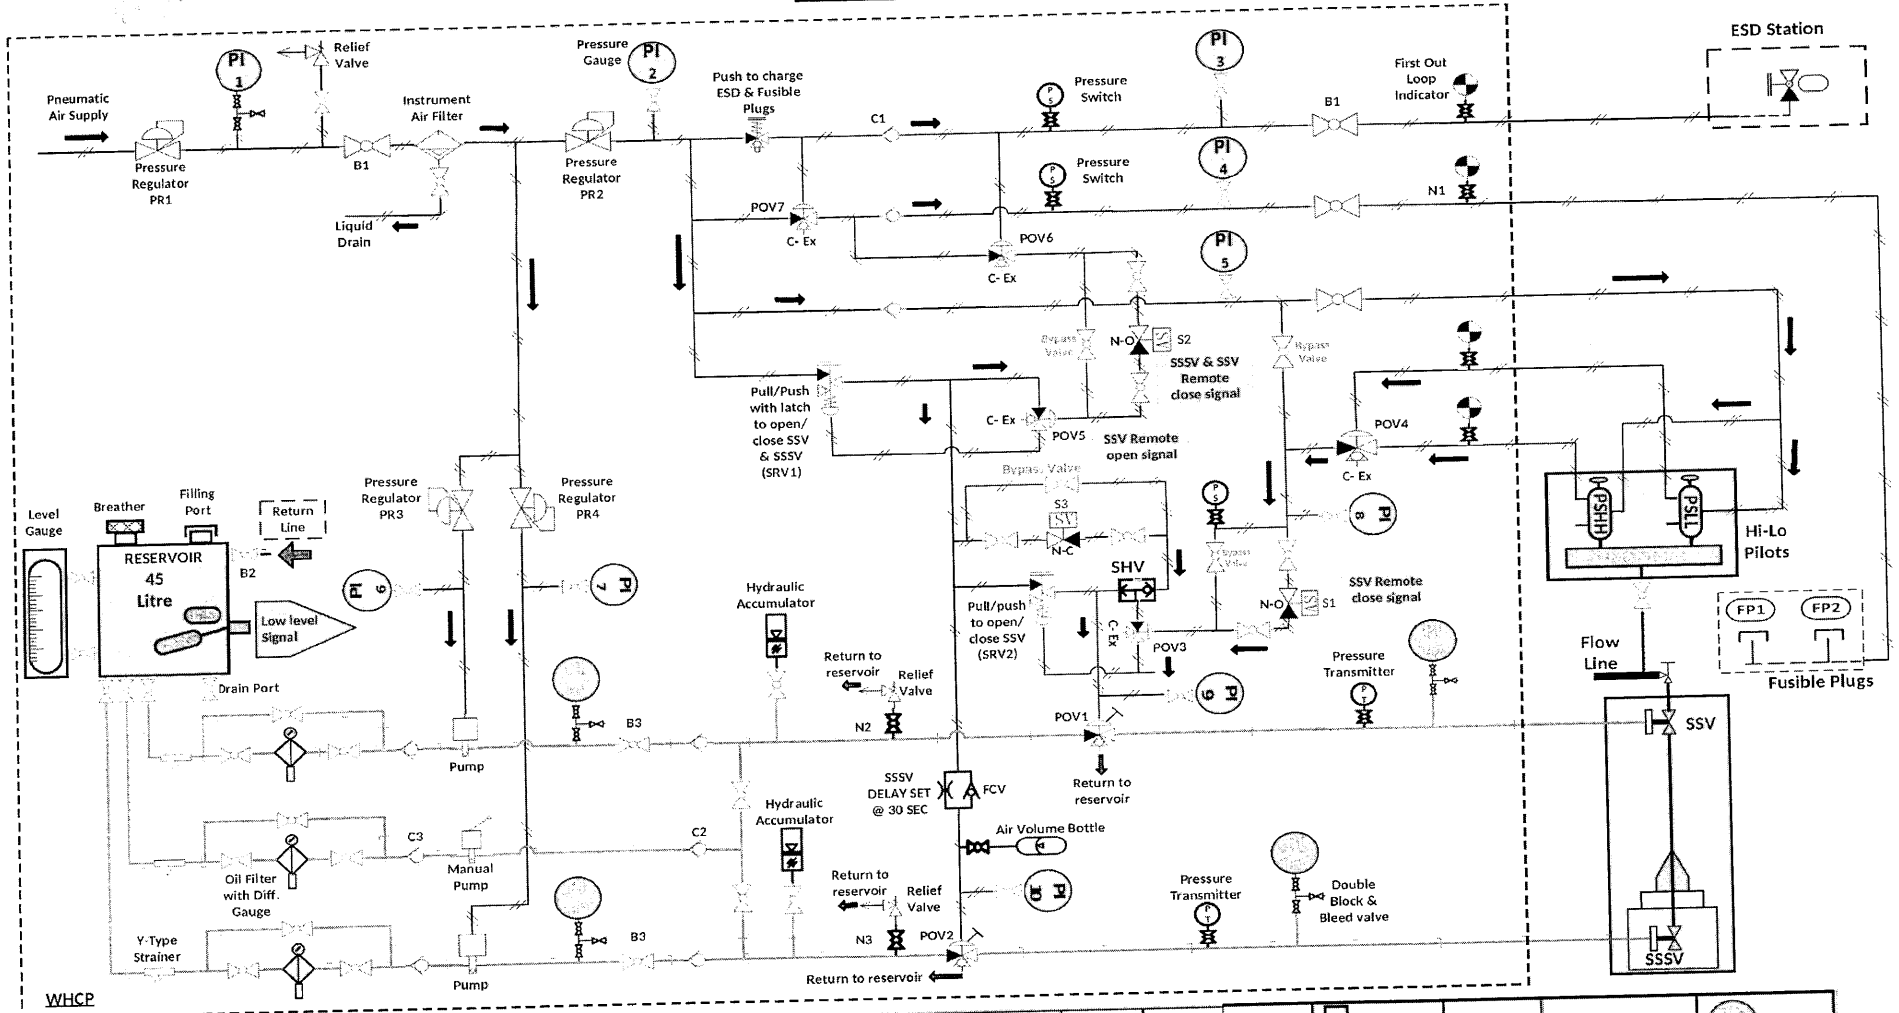 ESD Station
PI
1
Relief
Valve
Pressure
Gauge
PI
2
Push to charge
ESD & Fusible
Plugs
PI
3
Pressure
Switch
P
S
First Out
Loop
Indicator
Pneumatic
Air Supply
Instrument
Air Filter
C1
B1
B1
Pressure
Regulator
PR1
Pressure
Regulator
PR2
PI
4
Pressure
Switch
P
S
N1
Liquid
Drain
POV7
C- Ex
POV6
C- Ex
PI
5
Bypass
Valve
N-O
S2
SSSV & SSV
Remote
close signal
Bypass
Valve
Pull/Push
with latch
to open/
close SSV
& SSSV
(SRV1)
C- Ex
POV5
SSV Remote
open signal
POV4
C- Ex
Pressure
Regulator
PR3
Pressure
Regulator
PR4
Bypass Valve
S3
SV
N-C
P
S
PI
8
PSHH
PSLL
Hi-Lo
Pilots
Level
Gauge
Breather
Filling
Port
Return
Line
B2
RESERVOIR
45
Litre
Low level
Signal
PI
6
PI
7
Hydraulic
Accumulator
SHV
Bypass
Valve
SSV Remote
close signal
N-O
S1
Pull/push
to open/
close SSV
(SRV2)
C- Ex
POV3
FP1
FP2
Fusible Plugs
Flow
Line
Drain Port
Return to
reservoir
Relief
Valve
PI
9
Pressure
Transmitter
P
T
B3
N2
POV1
SSV
Pump
Return to
reservoir
SSSV
DELAY SET
@ 30 SEC
FCV
Hydraulic
Accumulator
Air Volume Bottle
C3
C2
Manual
Pump
Oil Filter
with Diff.
Gauge
Return to
reservoir
Relief
Valve
PI
10
Pressure
Transmitter
P
T
Double
Block &
Bleed valve
Y-Type
Strainer
B3
N3
POV2
SSSV
Pump
Return to reservoir
WHCP